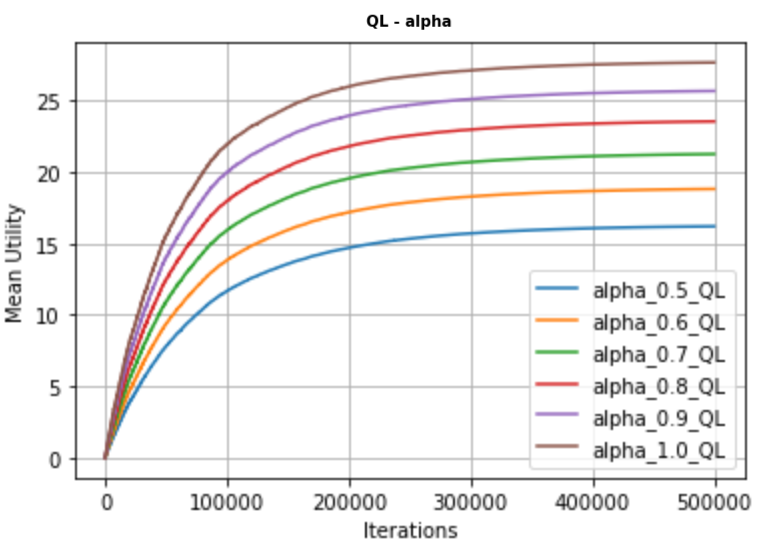 QL - alpha
25
20
15
10
5
0
Mean Utility
alpha_0.5_QL
alpha_0.6_QL
alpha_0.7_QL
alpha_0.8_QL
alpha_0.9_QL
alpha_1.0_QL
0 100000 200000 300000 400000 500000
Iterations